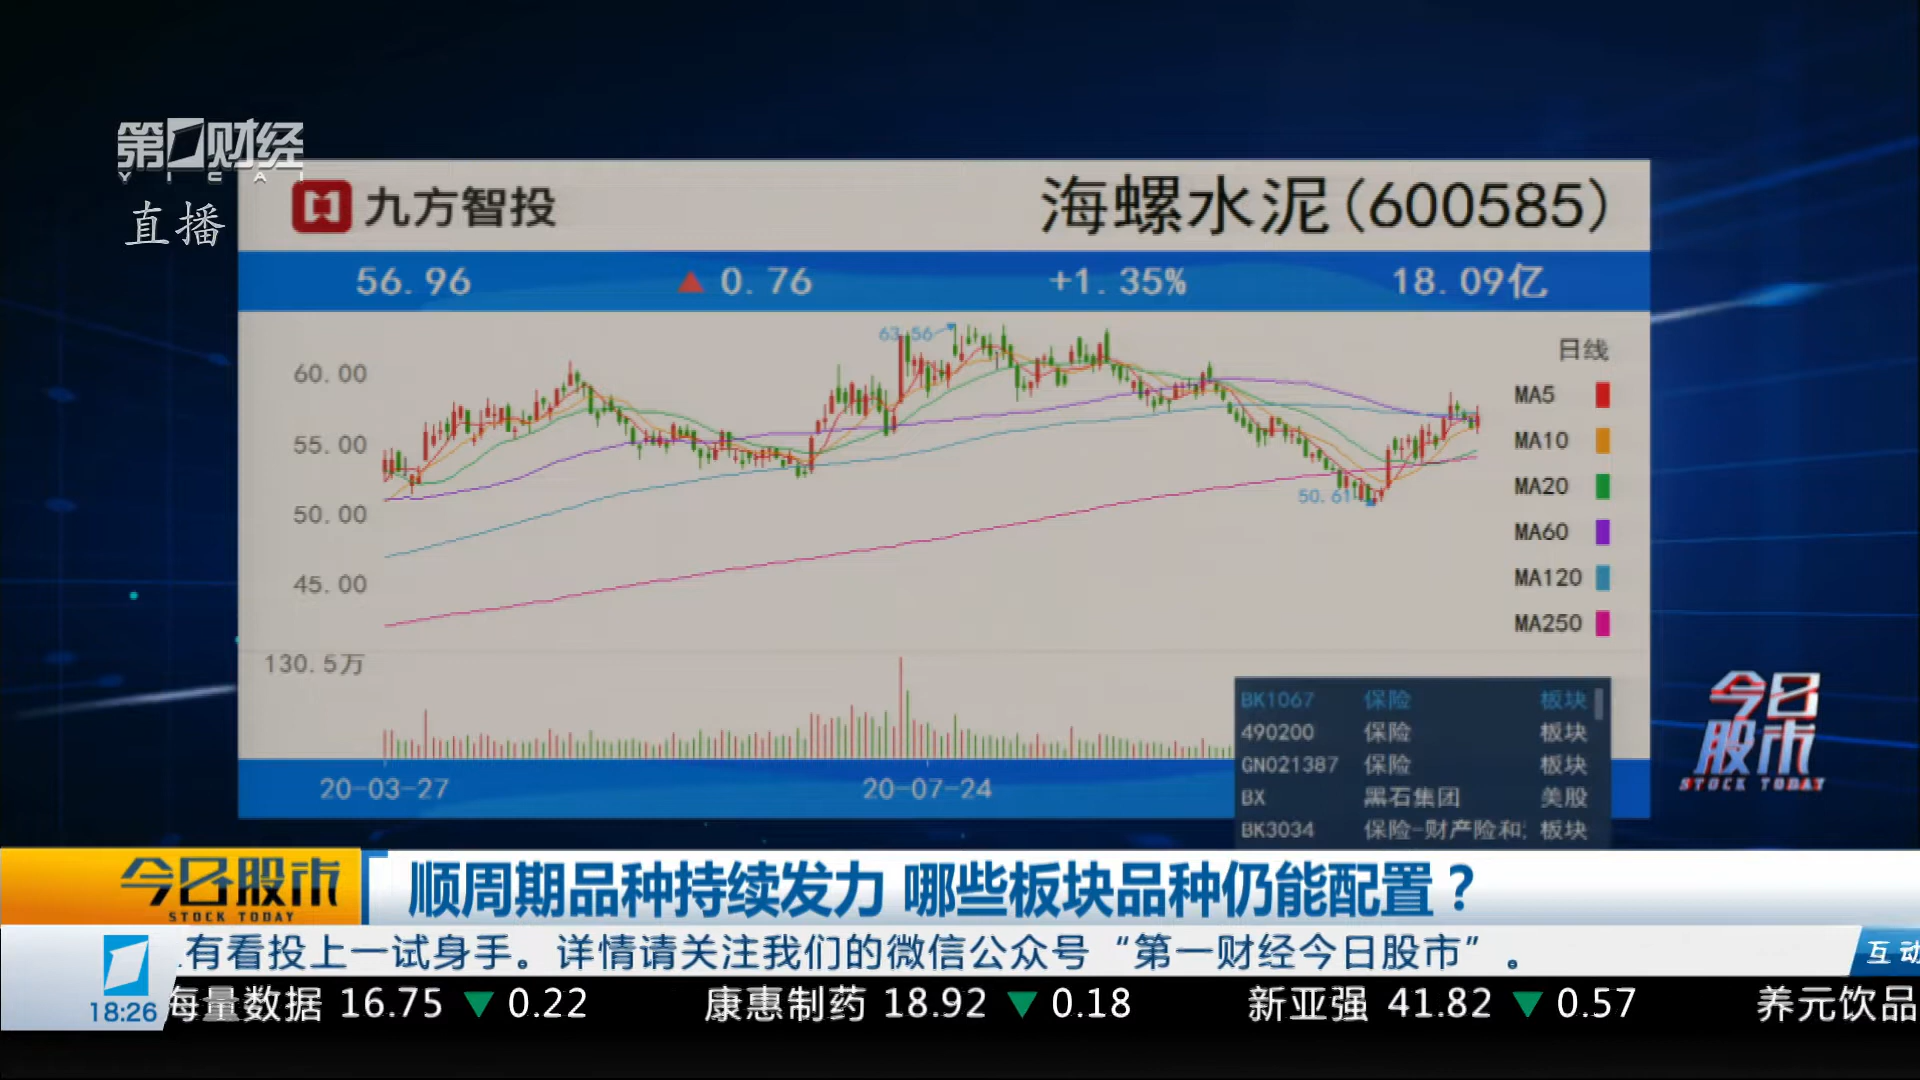 第一财经
YICAI
直播
九方智投
海螺水泥(600585)
56.96
0.76
+1.35%
18.09亿
63.56
日线
60.00
MA5
55.00
MA10
MA20
50.61
50.00
MA60
45.00
MA120
MA250
130.5万
BK1067 保险 板块
490200 保险 板块
GN021387 保险 板块
BX 黑石集团 美股
BK3034 保险-财产险和 板块
20-03-27
20-07-24
今日
股市
STOCK TODAY
今日股市
STOCK TODAY
顺周期品种持续发力 哪些板块品种仍能配置？
有看投上一试身手。详情请关注我们的微信公众号“第一财经今日股市”。
互动
18:26
海量数据 16.75 ▼ 0.22 康惠制药 18.92 ▼ 0.18 新亚强 41.82 ▼ 0.57 养元饮品